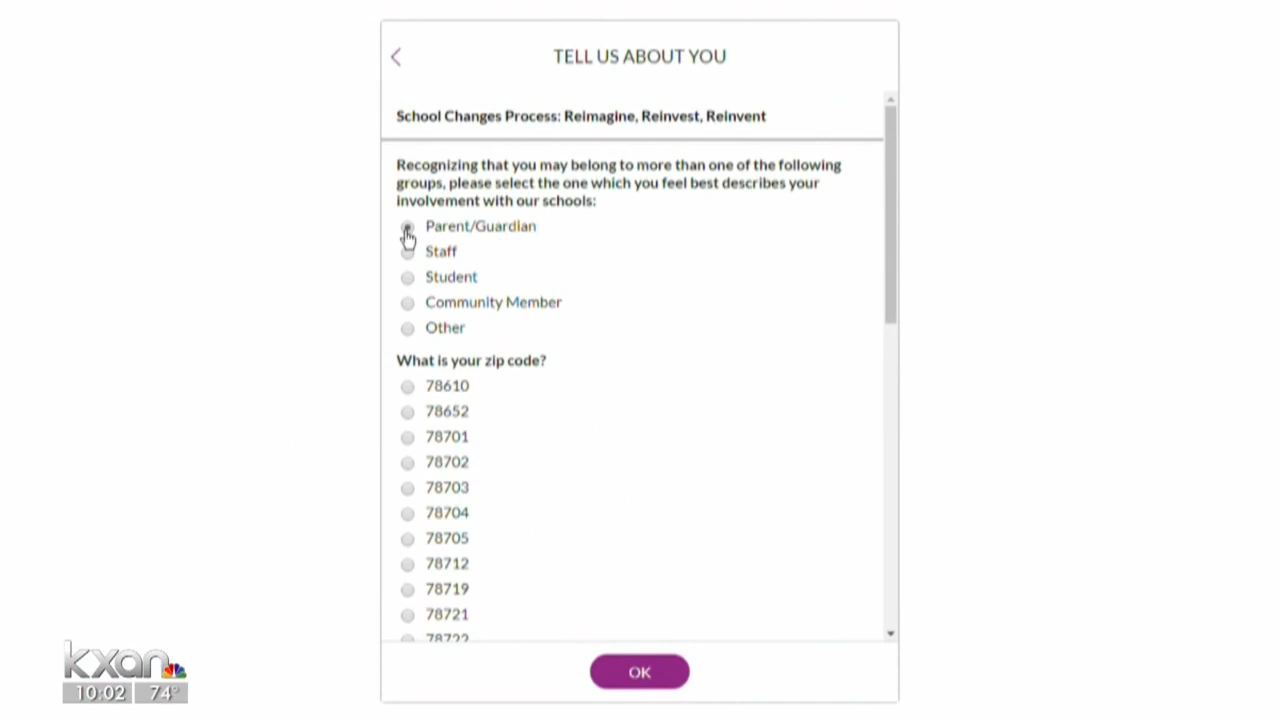 TELL US ABOUT YOU
School Changes Process: Reimagine, Reinvest, Reinvent
Recognizing that you may belong to more than one of the following
groups, please select the one which you feel best describes your
involvement with our schools:
Parent/Guardian
Staff
Student
Community Member
Other
What is your zip code?
78610
78652
78701
78702
78703
78704
78705
78712
78719
78721
78722
OK
kxan
10:02 74°